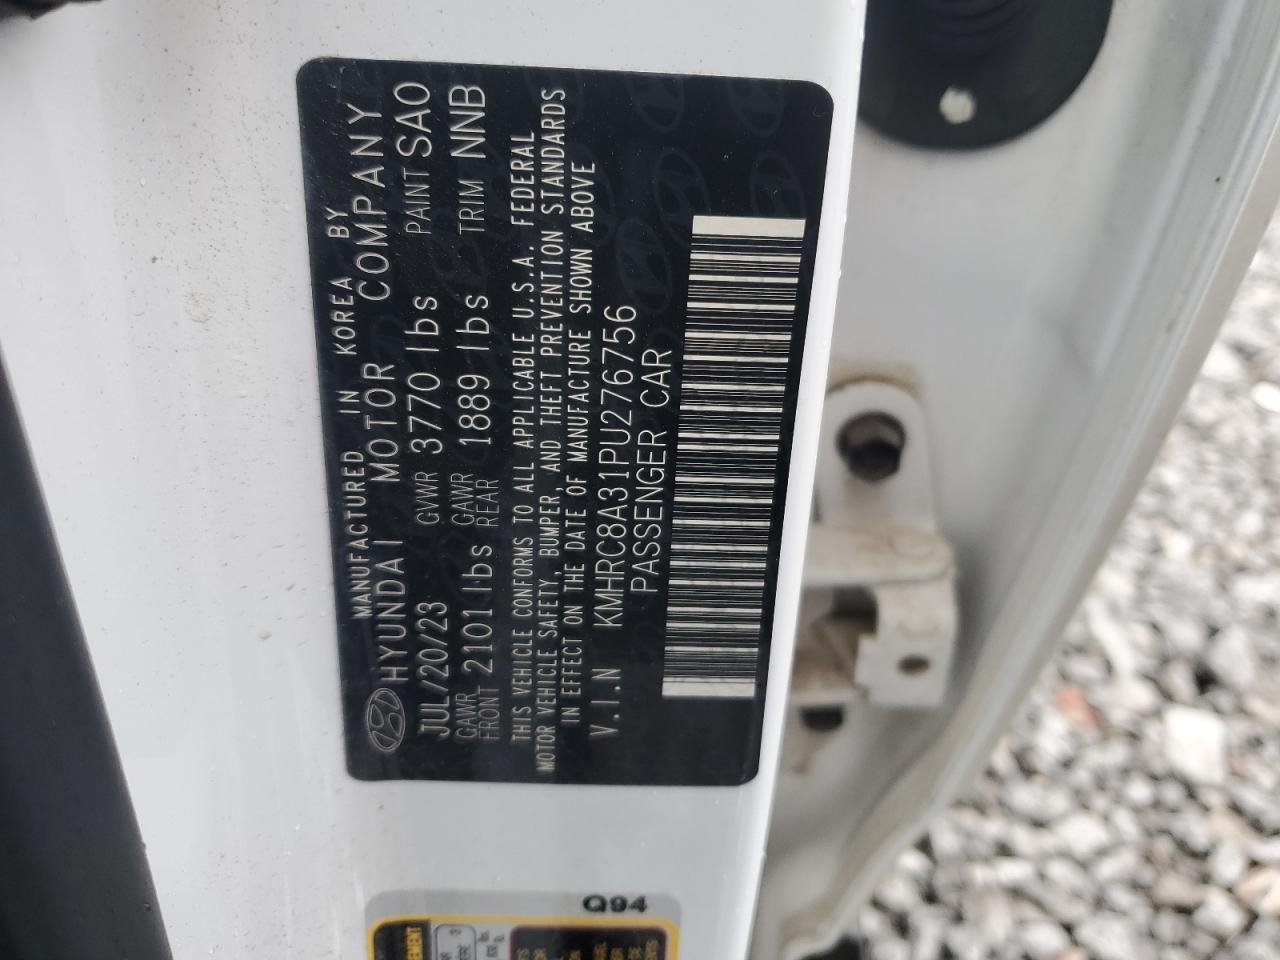 MANUFACTURED IN KOREA BY
HYUNDAI MOTOR COMPANY
JUL/20/23 GVWR 3770 lbs PAINT SAO
GAWR FRONT 2101 lbs GAWR REAR 1889 lbs TRIM NNB
THIS VEHICLE CONFORMS TO ALL APPLICABLE U.S.A. FEDERAL
MOTOR VEHICLE SAFETY, BUMPER, AND THEFT PREVENTION STANDARDS
IN EFFECT ON THE DATE OF MANUFACTURE SHOWN ABOVE
V.I.N KMHRC8A31PU276756
PASSENGER CAR
Q94